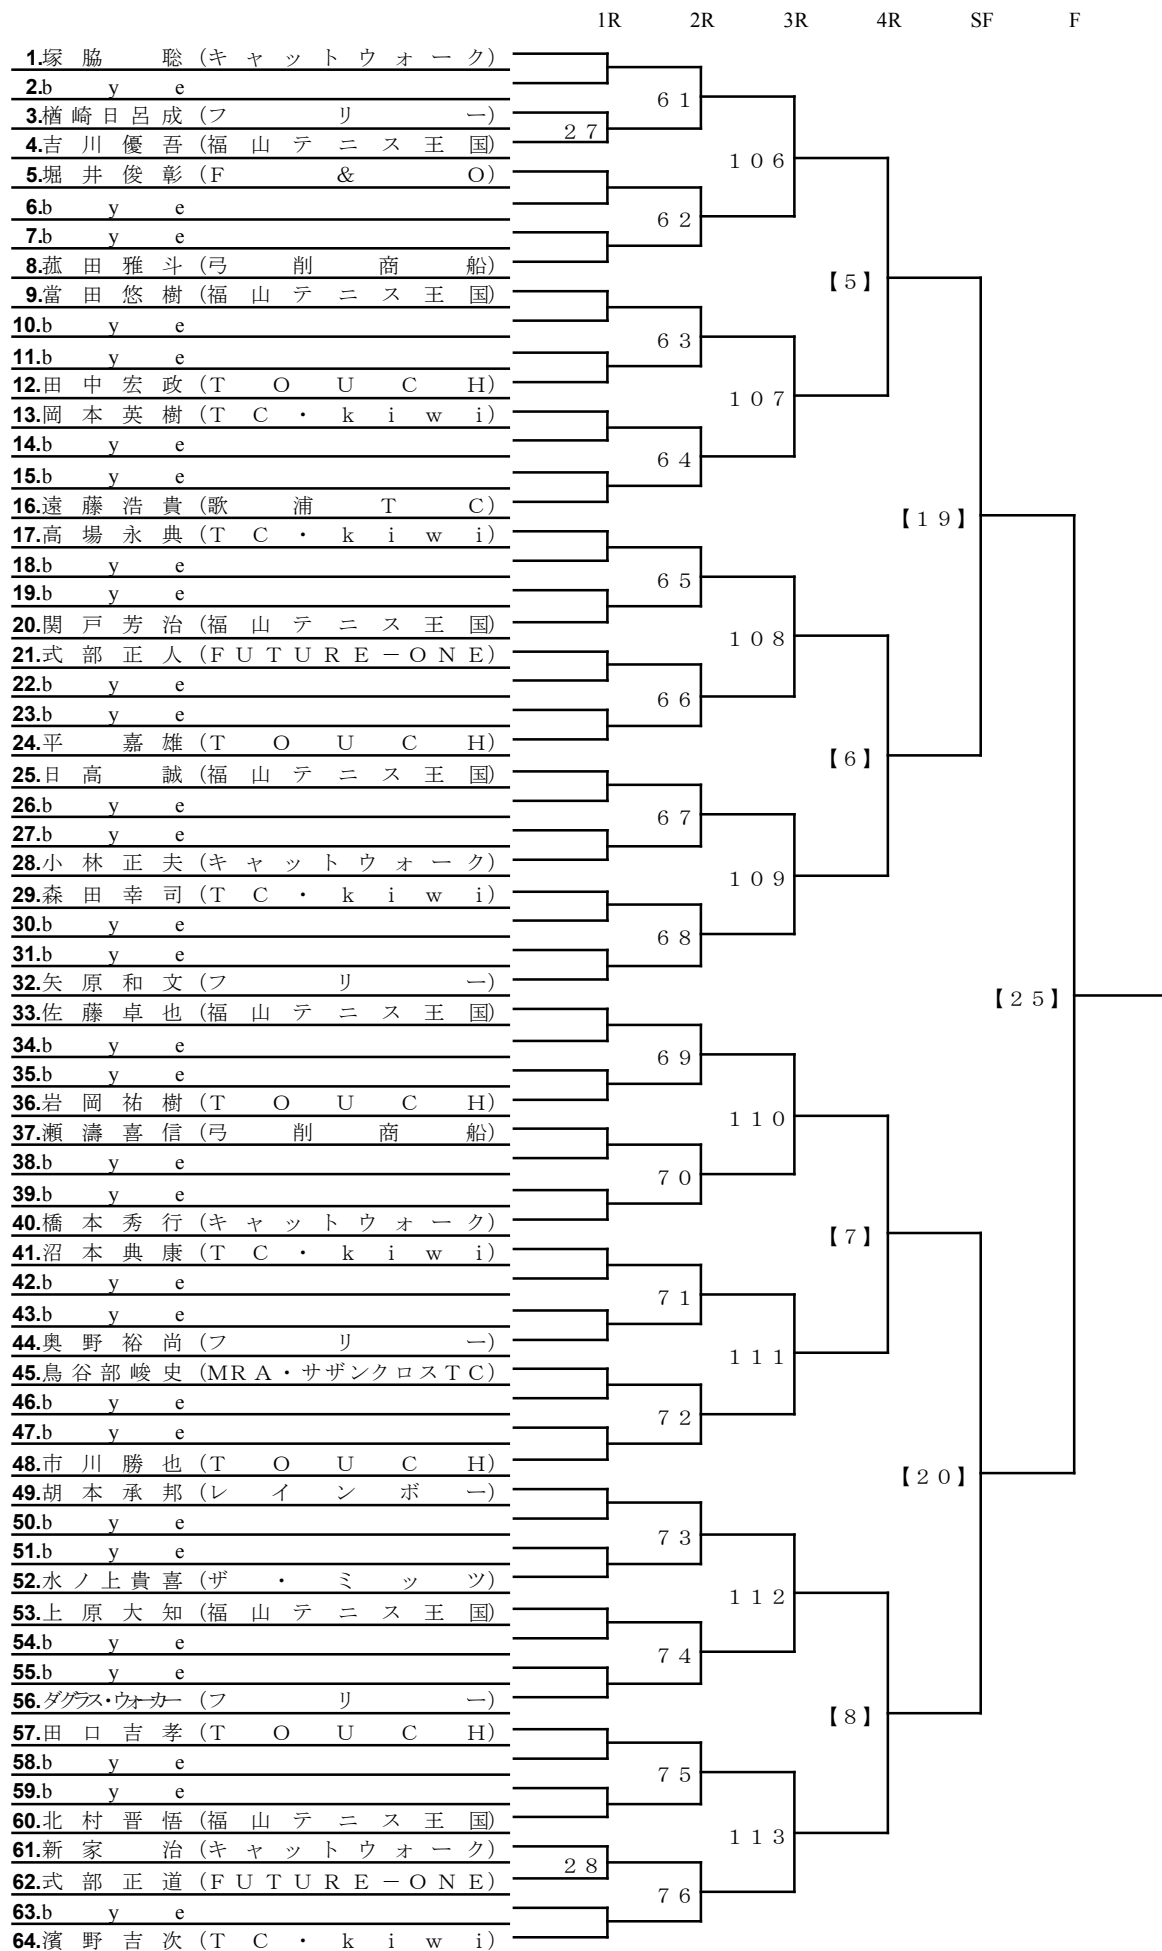 1R 2R 3R 4R SF F
1.塚脇 聡(キャットウォーク)
2.bye
61
3.楢崎日呂成(フリー)
27
4.吉川優吾(福山テニス王国)
106
5.堀井俊彰(F&O)
6.bye
62
7.bye
8.菰田雅斗(弓削商船)
【5】
9.當田悠樹(福山テニス王国)
10.bye
63
11.bye
12.田中宏政(TOUCH)
107
13.岡本英樹(TC・kiwi)
14.bye
64
15.bye
16.遠藤浩貴(歌浦TC)
【19】
17.高場永典(TC・kiwi)
18.bye
65
19.bye
20.関戸芳治(福山テニス王国)
108
21.式部正人(FUTURE-ONE)
22.bye
66
23.bye
24.平 嘉雄(TOUCH)
【6】
25.日高 誠(福山テニス王国)
26.bye
67
27.bye
28.小林正夫(キャットウォーク)
109
29.森田幸司(TC・kiwi)
30.bye
68
31.bye
32.矢原和文(フリー)
【25】
33.佐藤卓也(福山テニス王国)
34.bye
69
35.bye
36.岩岡祐樹(TOUCH)
110
37.瀬濤喜信(弓削商船)
38.bye
70
39.bye
40.橋本秀行(キャットウォーク)
【7】
41.沼本典康(TC・kiwi)
42.bye
71
43.bye
44.奥野裕尚(フリー)
111
45.鳥谷部峻史(MRA・サザンクロスTC)
46.bye
72
47.bye
48.市川勝也(TOUCH)
【20】
49.胡本承邦(レインボー)
50.bye
73
51.bye
52.水ノ上貴喜(ザ・ミッツ)
112
53.上原大知(福山テニス王国)
54.bye
74
55.bye
56.ダグラス・ウォーカー(フリー)
【8】
57.田口吉孝(TOUCH)
58.bye
75
59.bye
60.北村晋悟(福山テニス王国)
113
61.新家 治(キャットウォーク)
28
62.式部正道(FUTURE-ONE)
76
63.bye
64.濱野吉次(TC・kiwi)